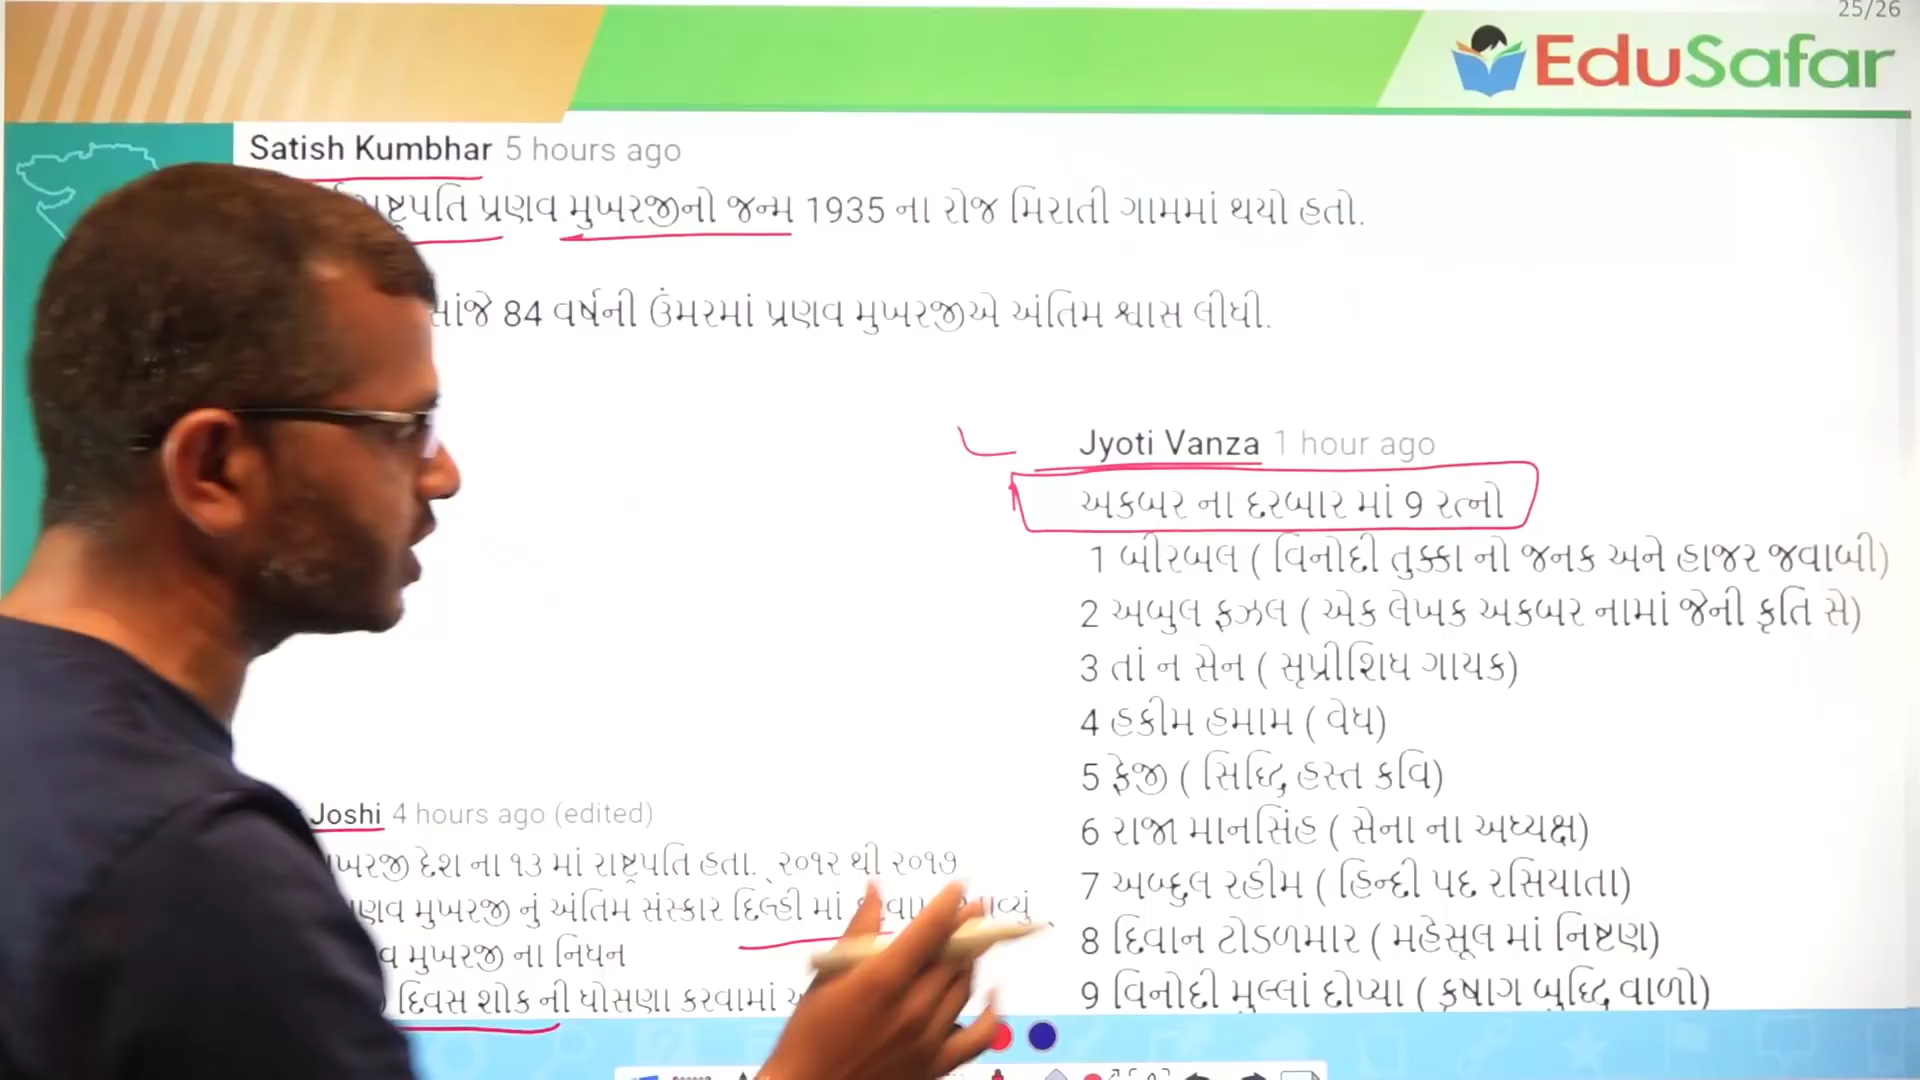 25/26
EduSafar
Satish Kumbhar 5 hours ago
પ્રણવ મુખરજીનો જન્મ 1935 ના રોજ મિરાતી ગામમાં થયો હતો.
સાંજે 84 વર્ષની ઉંમરમાં પ્રણવ મુખરજીએ અંતિમ શ્વાસ લીધી.
Jyoti Vanza 1 hour ago
અકબર ના દરબાર માં 9 રત્નો
1 બીરબલ ( વિનોદી તુક્કા નો જનક અને હાજર જવાબી)
2 અબુલ ફઝલ ( એક લેખક અકબર નામાં જેની કૃતિ સે)
3 તાં ન સેન ( સૃપ્રીશિધ ગાયક)
4 હકીમ હમામ ( વેધ)
5 ફેજી ( સિદ્ધિ હસ્ત કવિ)
6 રાજા માનસિંહ ( સેના ના અધ્યક્ષ)
7 અબ્દુલ રહીમ ( હિન્દી પદ રસિયાતા)
8 દિવાન ટોડળમાર ( મહેસૂલ માં નિષ્ટણ)
9 વિનોદી મુલ્લાં દોપ્યા ( કૃષાગ બુદ્ધિ વાળો)
Joshi 4 hours ago (edited)
દેશ ના ૧૩ માં રાષ્ટ્રપતિ હતા. ૨૦૧૨ થી ૨૦૧૭
મુખરજી નું અંતિમ સંસ્કાર દિલ્હી માં
મુખરજી ના નિધન
દિવસ શોક ની ઘોસણા કરવામાં